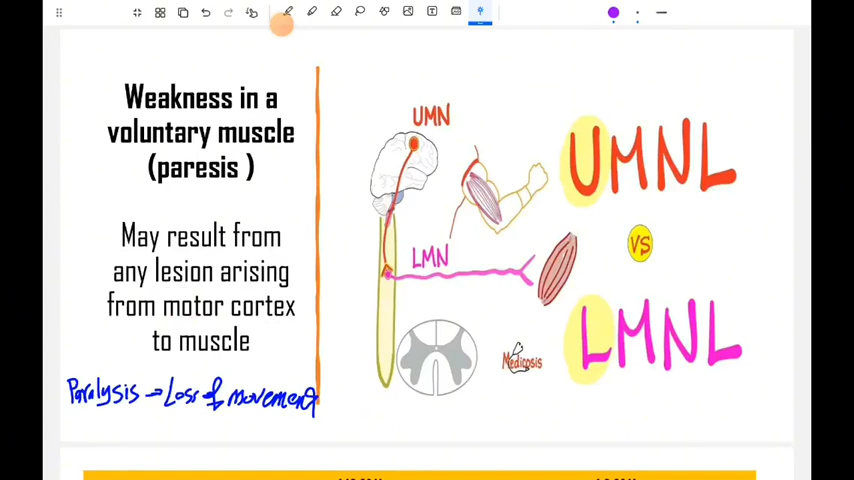 Weakness in a
voluntary muscle
(paresis )
May result from
any lesion arising
from motor cortex
to muscle
Paralysis → Loss of movement
UMN
LMN
Medicosis
UMNL
VS
LMNL